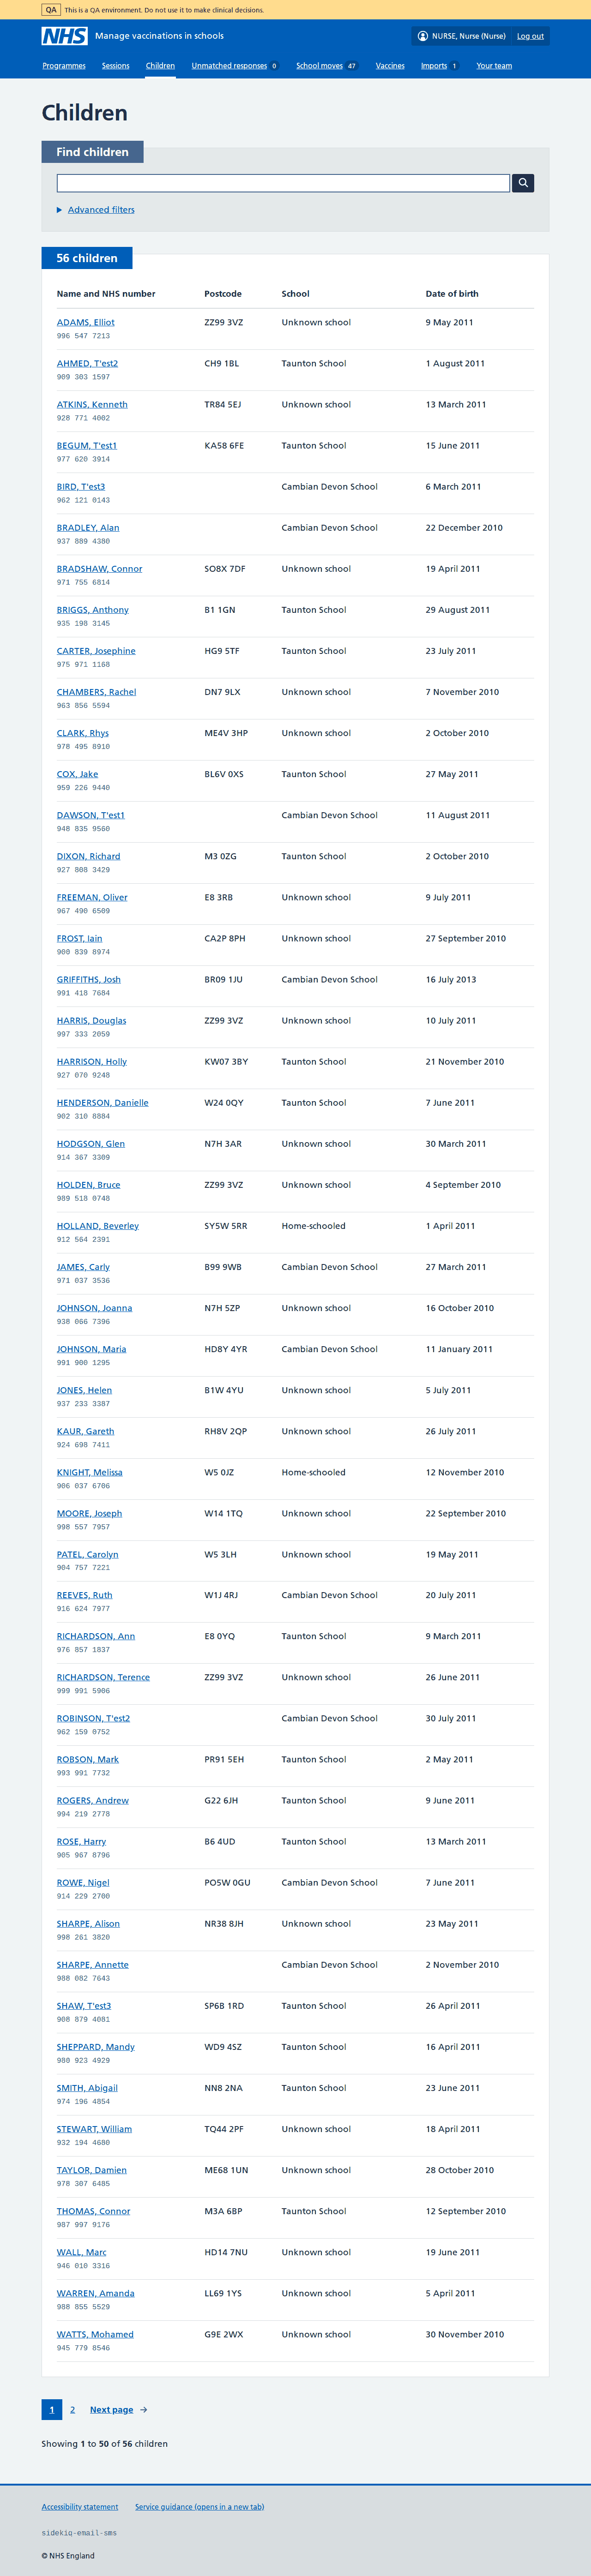 QA This is a QA environment. Do not use it to make clinical decisions.
NHS Manage vaccinations in schools NURSE, Nurse (Nurse) Log out
Programmes Sessions Children Unmatched responses 0 School moves 47 Vaccines Imports 1 Your team
Children
Find children
Advanced filters
56 children
Name and NHS number Postcode School Date of birth
ADAMS, Elliot ZZ99 3VZ Unknown school 9 May 2011
996 547 7213
AHMED, T'est2 CH9 1BL Taunton School 1 August 2011
909 303 1597
ATKINS, Kenneth TR84 5EJ Unknown school 13 March 2011
928 771 4002
BEGUM, T'est1 KA58 6FE Taunton School 15 June 2011
977 620 3914
BIRD, T'est3 Cambian Devon School 6 March 2011
962 121 0143
BRADLEY, Alan Cambian Devon School 22 December 2010
937 889 4380
BRADSHAW, Connor SO8X 7DF Unknown school 19 April 2011
971 755 6814
BRIGGS, Anthony B1 1GN Taunton School 29 August 2011
935 198 3145
CARTER, Josephine HG9 5TF Taunton School 23 July 2011
975 971 1168
CHAMBERS, Rachel DN7 9LX Unknown school 7 November 2010
963 856 5594
CLARK, Rhys ME4V 3HP Unknown school 2 October 2010
978 495 8910
COX, Jake BL6V 0XS Taunton School 27 May 2011
959 226 9440
DAWSON, T'est1 Cambian Devon School 11 August 2011
948 835 9560
DIXON, Richard M3 0ZG Taunton School 2 October 2010
927 808 3429
FREEMAN, Oliver E8 3RB Unknown school 9 July 2011
967 490 6509
FROST, Iain CA2P 8PH Unknown school 27 September 2010
900 839 8974
GRIFFITHS, Josh BR09 1JU Cambian Devon School 16 July 2013
991 418 7684
HARRIS, Douglas ZZ99 3VZ Unknown school 10 July 2011
997 333 2059
HARRISON, Holly KW07 3BY Taunton School 21 November 2010
927 070 9248
HENDERSON, Danielle W24 0QY Taunton School 7 June 2011
902 310 8884
HODGSON, Glen N7H 3AR Unknown school 30 March 2011
914 367 3309
HOLDEN, Bruce ZZ99 3VZ Unknown school 4 September 2010
989 518 0748
HOLLAND, Beverley SY5W 5RR Home-schooled 1 April 2011
912 564 2391
JAMES, Carly B99 9WB Cambian Devon School 27 March 2011
971 037 3536
JOHNSON, Joanna N7H 5ZP Unknown school 16 October 2010
938 066 7396
JOHNSON, Maria HD8Y 4YR Cambian Devon School 11 January 2011
991 900 1295
JONES, Helen B1W 4YU Unknown school 5 July 2011
937 233 3387
KAUR, Gareth RH8V 2QP Unknown school 26 July 2011
924 698 7411
KNIGHT, Melissa W5 0JZ Home-schooled 12 November 2010
906 037 6706
MOORE, Joseph W14 1TQ Unknown school 22 September 2010
998 557 7957
PATEL, Carolyn W5 3LH Unknown school 19 May 2011
904 757 7221
REEVES, Ruth W1J 4RJ Cambian Devon School 20 July 2011
916 624 7977
RICHARDSON, Ann E8 0YQ Taunton School 9 March 2011
976 857 1837
RICHARDSON, Terence ZZ99 3VZ Unknown school 26 June 2011
999 991 5906
ROBINSON, T'est2 Cambian Devon School 30 July 2011
962 159 0752
ROBSON, Mark PR91 5EH Taunton School 2 May 2011
993 991 7732
ROGERS, Andrew G22 6JH Taunton School 9 June 2011
994 219 2778
ROSE, Harry B6 4UD Taunton School 13 March 2011
905 967 8796
ROWE, Nigel PO5W 0GU Cambian Devon School 7 June 2011
914 229 2700
SHARPE, Alison NR38 8JH Unknown school 23 May 2011
998 261 3820
SHARPE, Annette Cambian Devon School 2 November 2010
988 082 7643
SHAW, T'est3 SP6B 1RD Taunton School 26 April 2011
908 879 4081
SHEPPARD, Mandy WD9 4SZ Taunton School 16 April 2011
980 923 4929
SMITH, Abigail NN8 2NA Taunton School 23 June 2011
974 196 4854
STEWART, William TQ44 2PF Unknown school 18 April 2011
932 194 4680
TAYLOR, Damien ME68 1UN Unknown school 28 October 2010
978 307 6485
THOMAS, Connor M3A 6BP Taunton School 12 September 2010
987 997 9176
WALL, Marc HD14 7NU Unknown school 19 June 2011
946 010 3316
WARREN, Amanda LL69 1YS Unknown school 5 April 2011
988 855 5529
WATTS, Mohamed G9E 2WX Unknown school 30 November 2010
945 779 8546
1 2 Next page →
Showing 1 to 50 of 56 children
Accessibility statement Service guidance (opens in a new tab)
sidekiq-email-sms
© NHS England